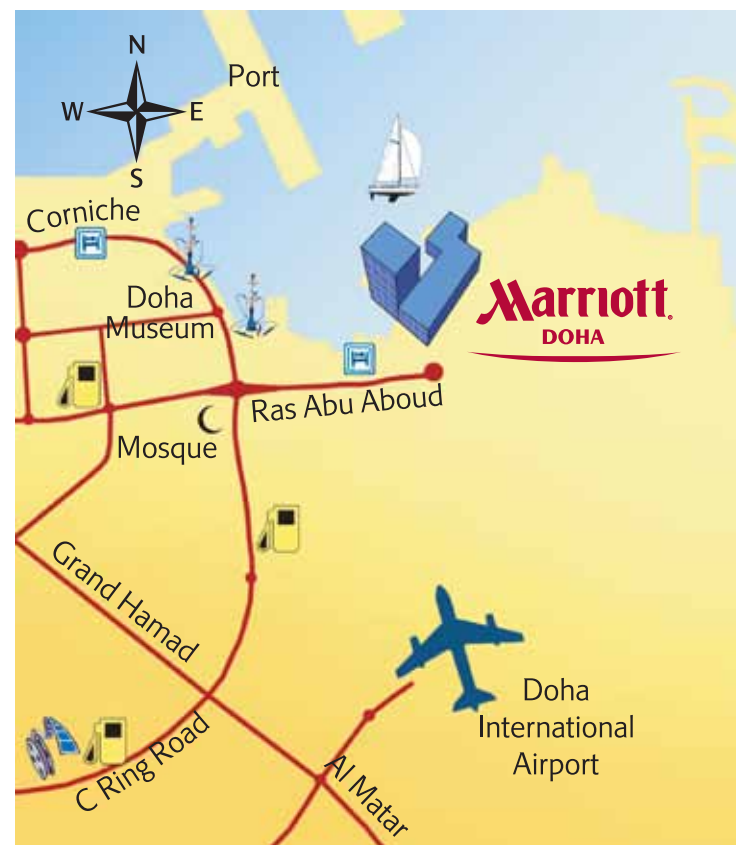 N
Port
W E
S
Corniche
Doha
Museum
Marriott
DOHA
Ras Abu Aboud
Mosque
Grand Hamad
Doha
International
Airport
C Ring Road
Al Matar